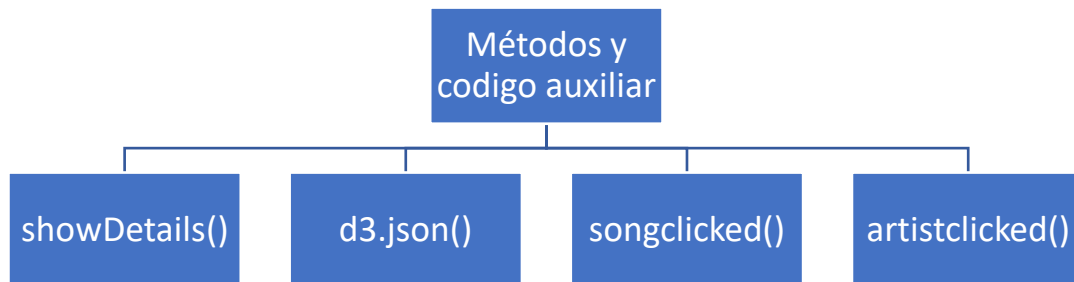 Métodos y
codigo auxiliar
showDetails()
d3.json()
songclicked()
artistclicked()